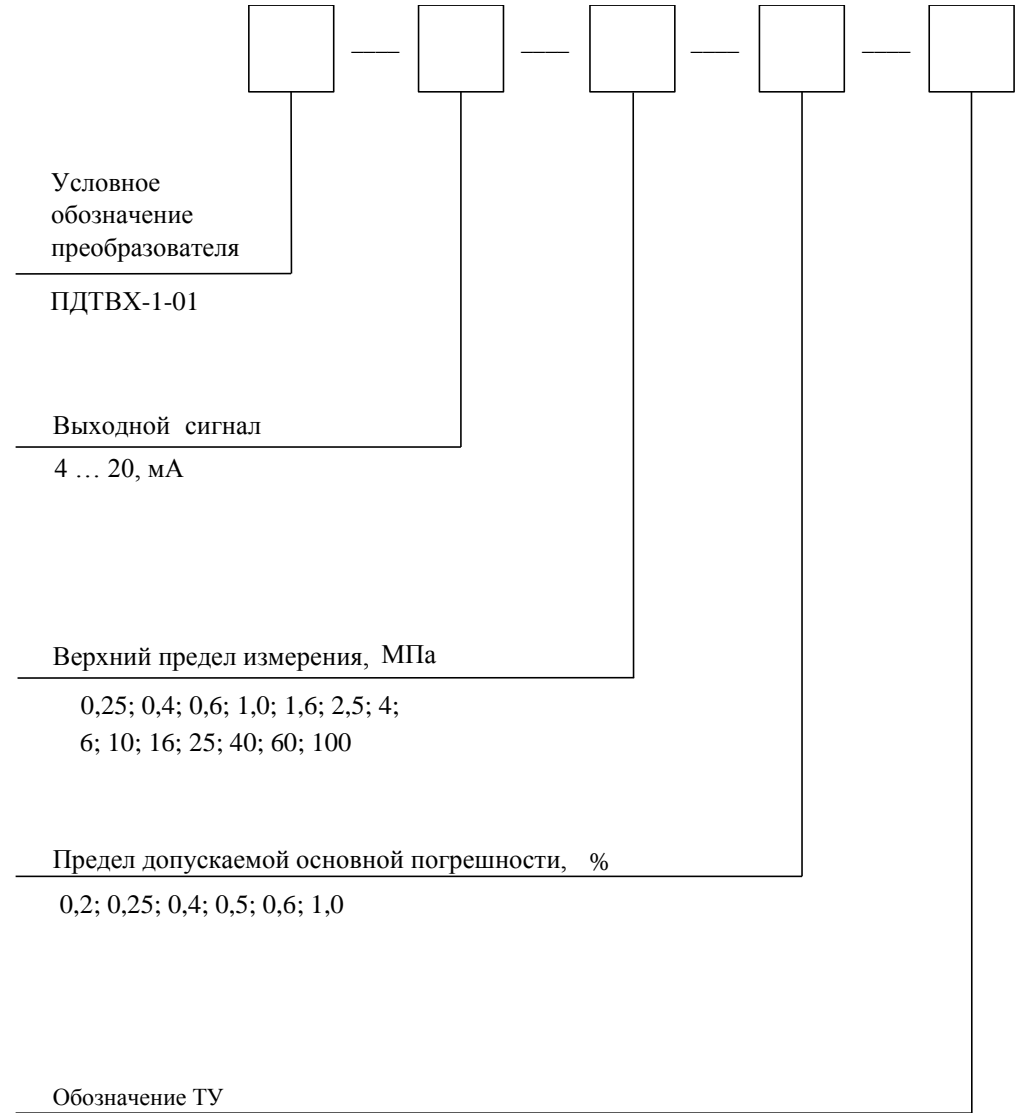 Условное
обозначение
преобразователя
ПДТВХ-1-01
Выходной сигнал
4 … 20, мА
Верхний предел измерения, МПа
0,25; 0,4; 0,6; 1,0; 1,6; 2,5; 4;
6; 10; 16; 25; 40; 60; 100
Предел допускаемой основной погрешности, %
0,2; 0,25; 0,4; 0,5; 0,6; 1,0
Обозначение ТУ